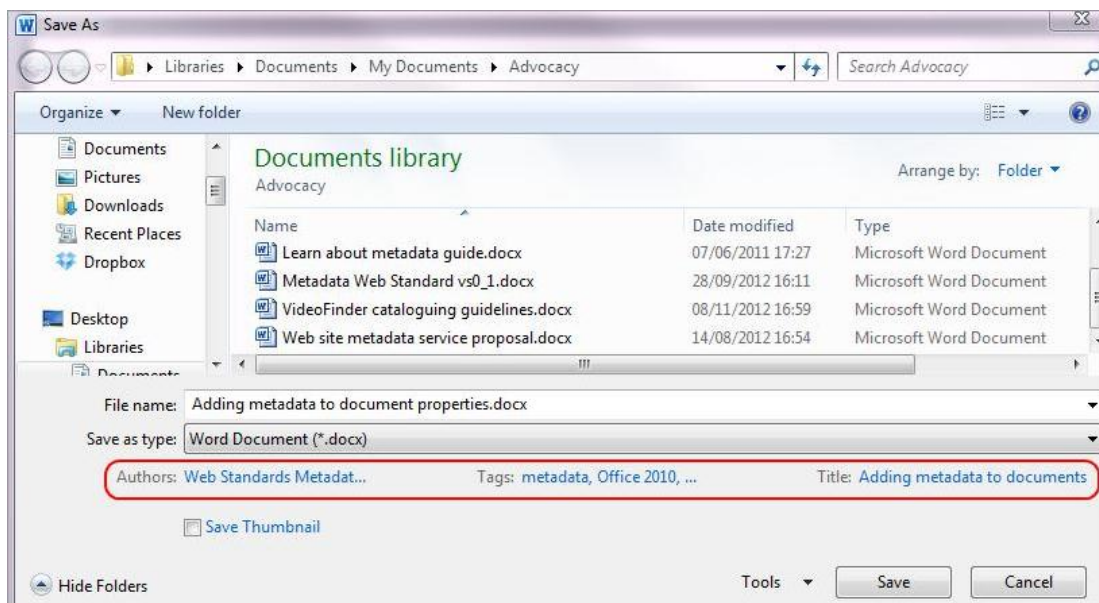 Save As
Libraries Documents My Documents Advocacy Search Advocacy
Organize New folder
Documents
Pictures
Downloads
Recent Places
Dropbox
Desktop
Libraries
Documents
Documents library
Advocacy
Arrange by: Folder
Name Date modified Type
Learn about metadata guide.docx 07/06/2011 17:27 Microsoft Word Document
Metadata Web Standard vs0_1.docx 28/09/2012 16:11 Microsoft Word Document
VideoFinder cataloguing guidelines.docx 08/11/2012 16:59 Microsoft Word Document
Web site metadata service proposal.docx 14/08/2012 16:54 Microsoft Word Document
File name: Adding metadata to document properties.docx
Save as type: Word Document (*.docx)
Authors: Web Standards Metadat... Tags: metadata, Office 2010, ... Title: Adding metadata to documents
Save Thumbnail
Hide Folders Tools Save Cancel